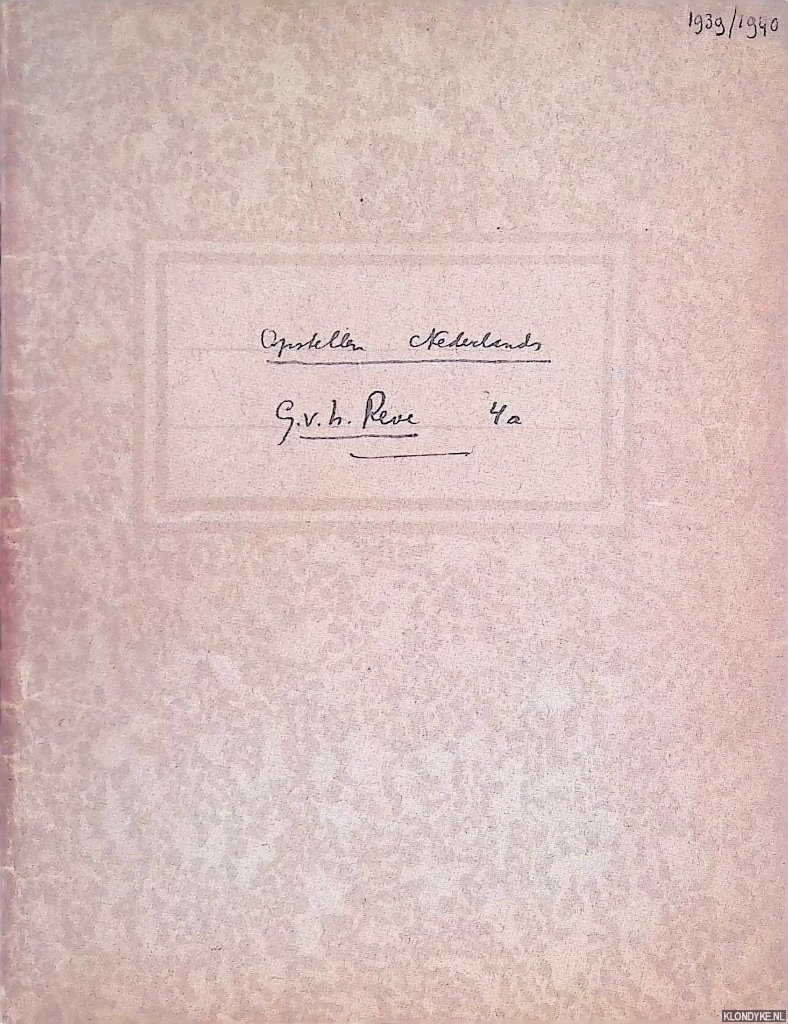 1939/1940
Opstellen Nederlands
G.v.h. Reve 4a
KLONDYKE.NL